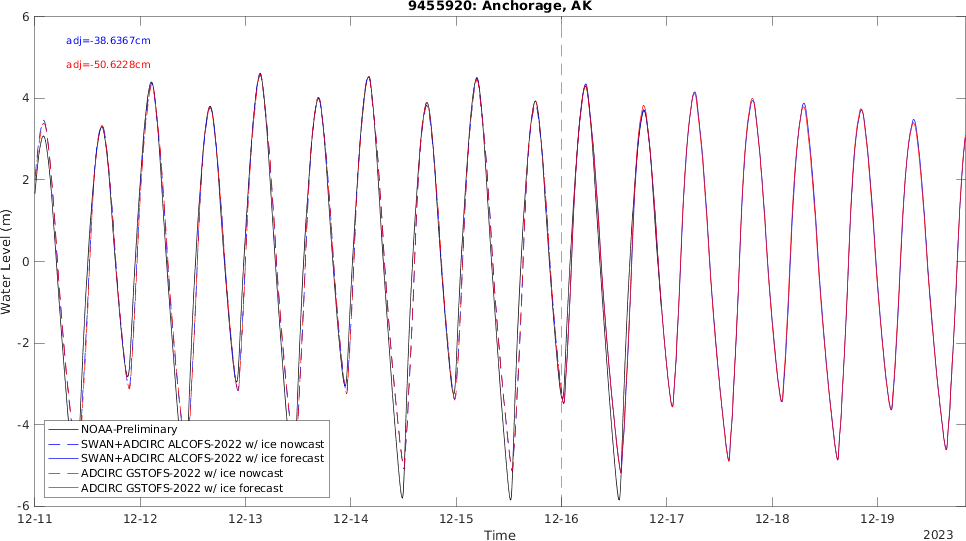 9455920: Anchorage, AK
adj=-38.6367cm
adj=-50.6228cm
6
4
2
0
-2
-4
-6
Water Level (m)
NOAA-Preliminary
SWAN+ADCIRC ALCOFS-2022 w/ ice nowcast
SWAN+ADCIRC ALCOFS-2022 w/ ice forecast
ADCIRC GSTOFS-2022 w/ ice nowcast
ADCIRC GSTOFS-2022 w/ ice forecast
12-11 12-12 12-13 12-14 12-15 12-16 12-17 12-18 12-19
Time
2023